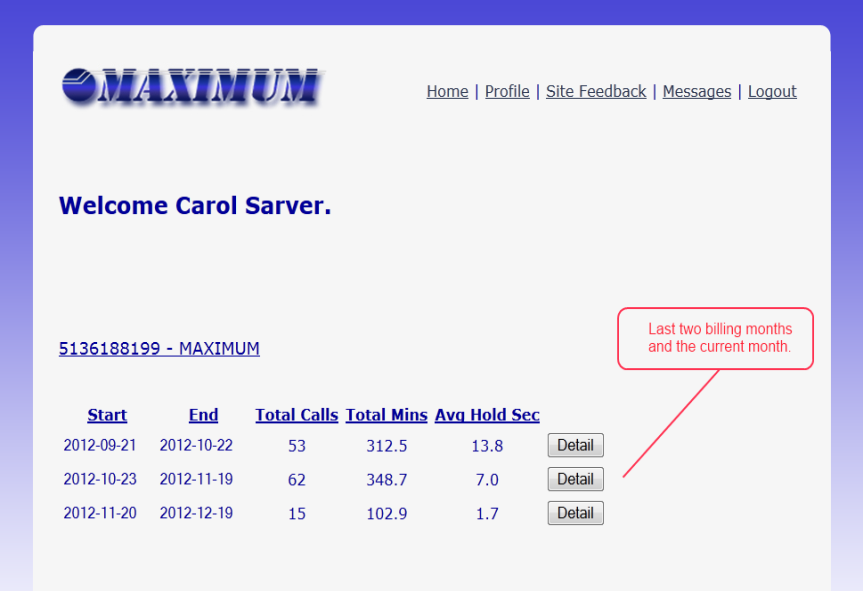 MAXIMUM
Home | Profile | Site Feedback | Messages | Logout
Welcome Carol Sarver.
Last two billing months
and the current month.
5136188199 - MAXIMUM
Start End Total Calls Total Mins Avg Hold Sec
2012-09-21 2012-10-22 53 312.5 13.8 Detail
2012-10-23 2012-11-19 62 348.7 7.0 Detail
2012-11-20 2012-12-19 15 102.9 1.7 Detail